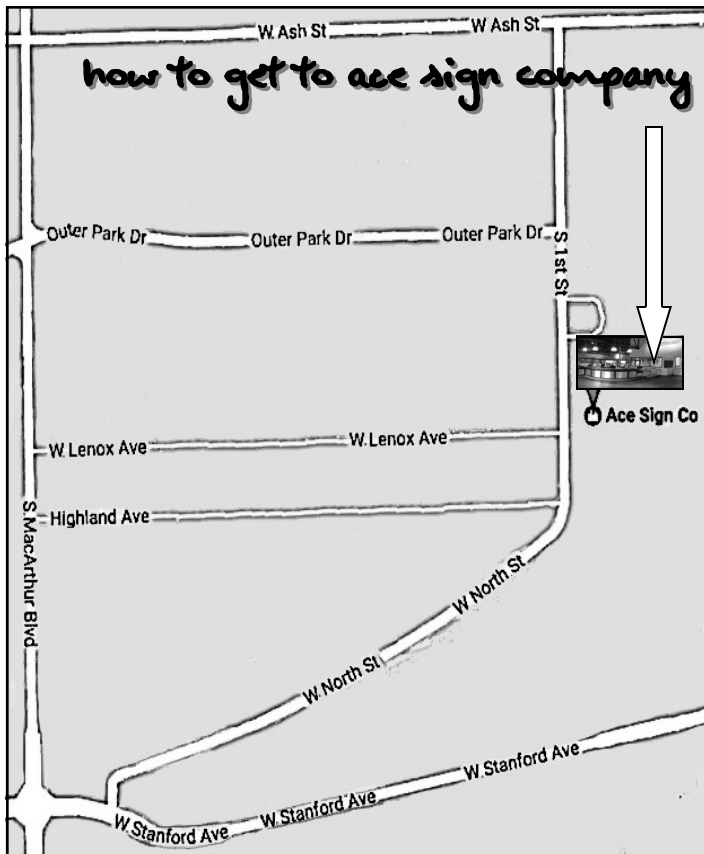 W. Ash St
W Ash St
how to get to ace sign company
Outer Park Dr
Outer Park Dr
Outer Park Dr
S 1st St
Ace Sign Co
W. Lenox Ave
W. Lenox Ave
Highland Ave
S. MacArthur Blvd
W North St
W North St
W Stanford Ave
W Stanford Ave
W Stanford Ave